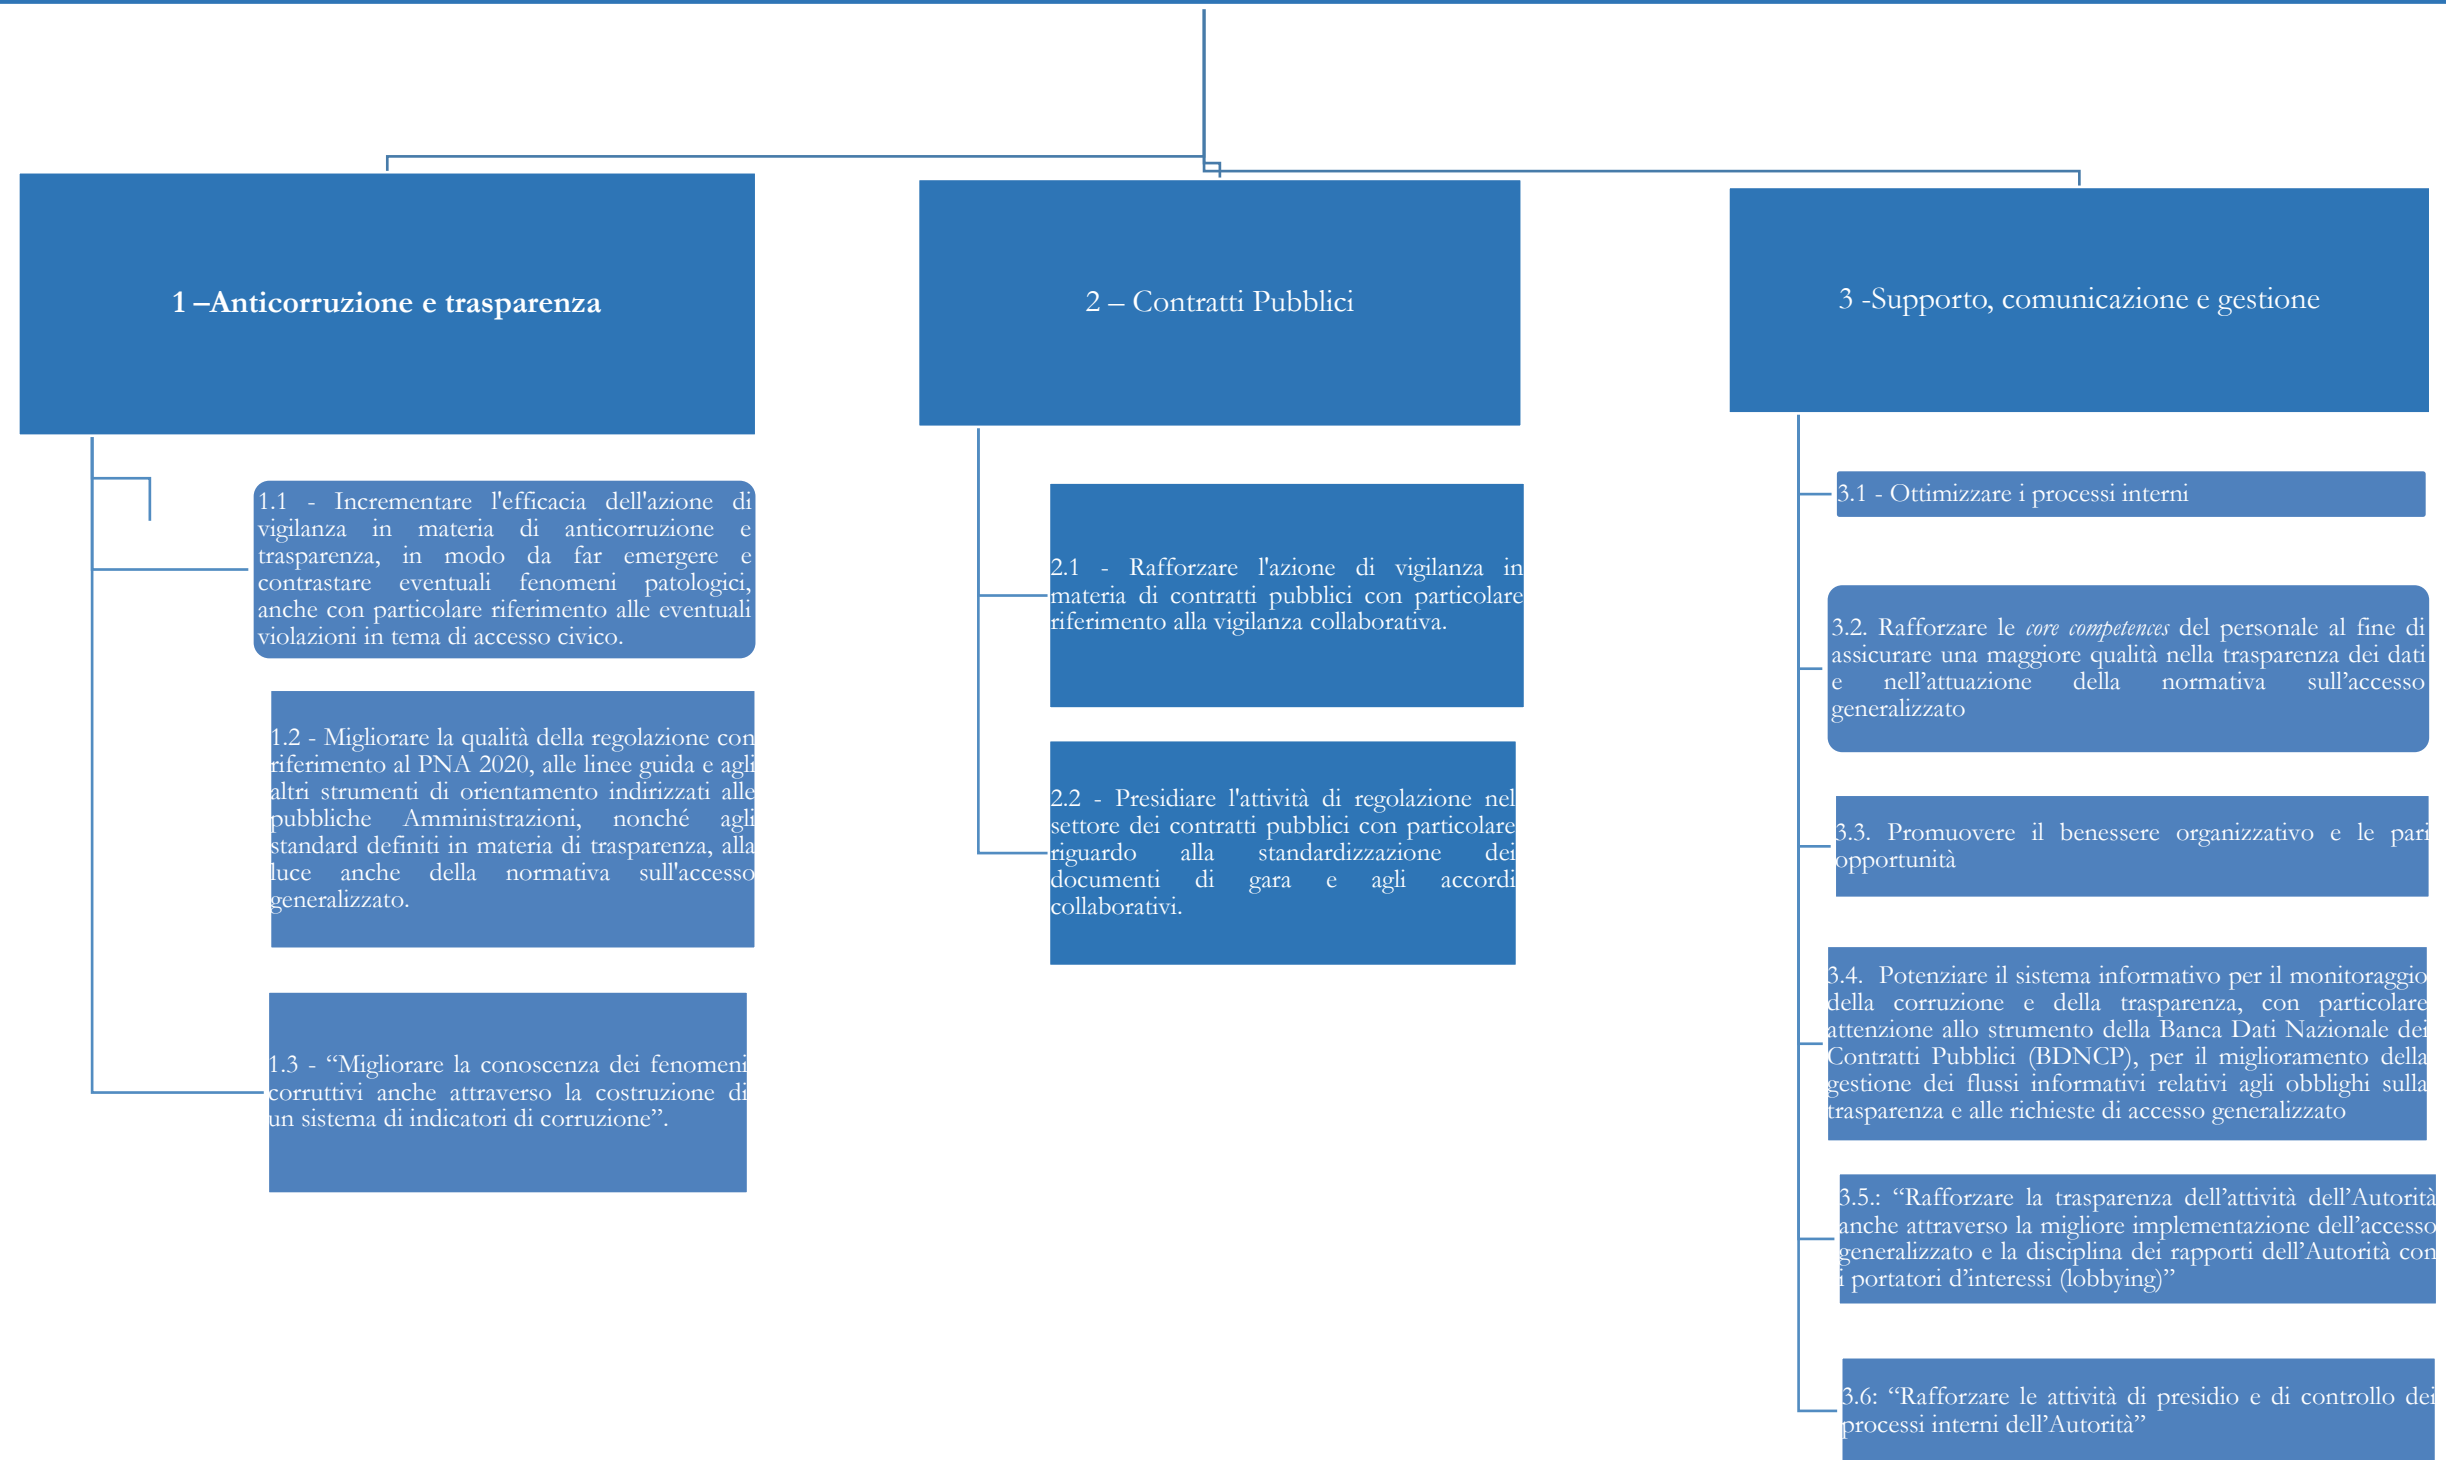 1 –Anticorruzione e trasparenza
1.1 - Incrementare l'efficacia dell'azione di
vigilanza in materia di anticorruzione e
trasparenza, in modo da far emergere e
contrastare eventuali fenomeni patologici,
anche con particolare riferimento alle eventuali
violazioni in tema di accesso civico.
1.2 - Migliorare la qualità della regolazione con
riferimento al PNA 2020, alle linee guida e agli
altri strumenti di orientamento indirizzati alle
pubbliche Amministrazioni, nonché agli
standard definiti in materia di trasparenza, alla
luce anche della normativa sull'accesso
generalizzato.
1.3 - “Migliorare la conoscenza dei fenomeni
corruttivi anche attraverso la costruzione di
un sistema di indicatori di corruzione”.
2 – Contratti Pubblici
2.1 - Rafforzare l'azione di vigilanza in
materia di contratti pubblici con particolare
riferimento alla vigilanza collaborativa.
2.2 - Presidiare l'attività di regolazione nel
settore dei contratti pubblici con particolare
riguardo alla standardizzazione dei
documenti di gara e agli accordi
collaborativi.
3 -Supporto, comunicazione e gestione
3.1 - Ottimizzare i processi interni
3.2. Rafforzare le core competences del personale al fine di
assicurare una maggiore qualità nella trasparenza dei dati
e nell’attuazione della normativa sull’accesso
generalizzato
3.3. Promuovere il benessere organizzativo e le pari
opportunità
3.4. Potenziare il sistema informativo per il monitoraggio
della corruzione e della trasparenza, con particolare
attenzione allo strumento della Banca Dati Nazionale dei
Contratti Pubblici (BDNCP), per il miglioramento della
gestione dei flussi informativi relativi agli obblighi sulla
trasparenza e alle richieste di accesso generalizzato
3.5.: “Rafforzare la trasparenza dell’attività dell’Autorità
anche attraverso la migliore implementazione dell’accesso
generalizzato e la disciplina dei rapporti dell’Autorità con
i portatori d’interessi (lobbying)”
3.6: “Rafforzare le attività di presidio e di controllo dei
processi interni dell’Autorità”